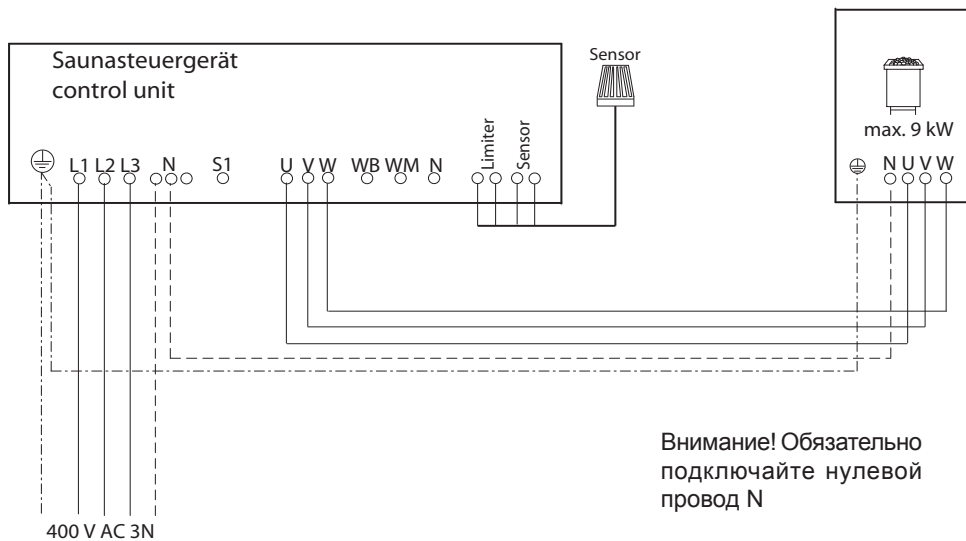 Saunasteuergerät
control unit
Sensor
max. 9 kW
L1 L2 L3 N S1 U V W WB WM N Limiter Sensor
N U V W
Внимание! Обязательно
подключайте нулевой
провод N
400 V AC 3N